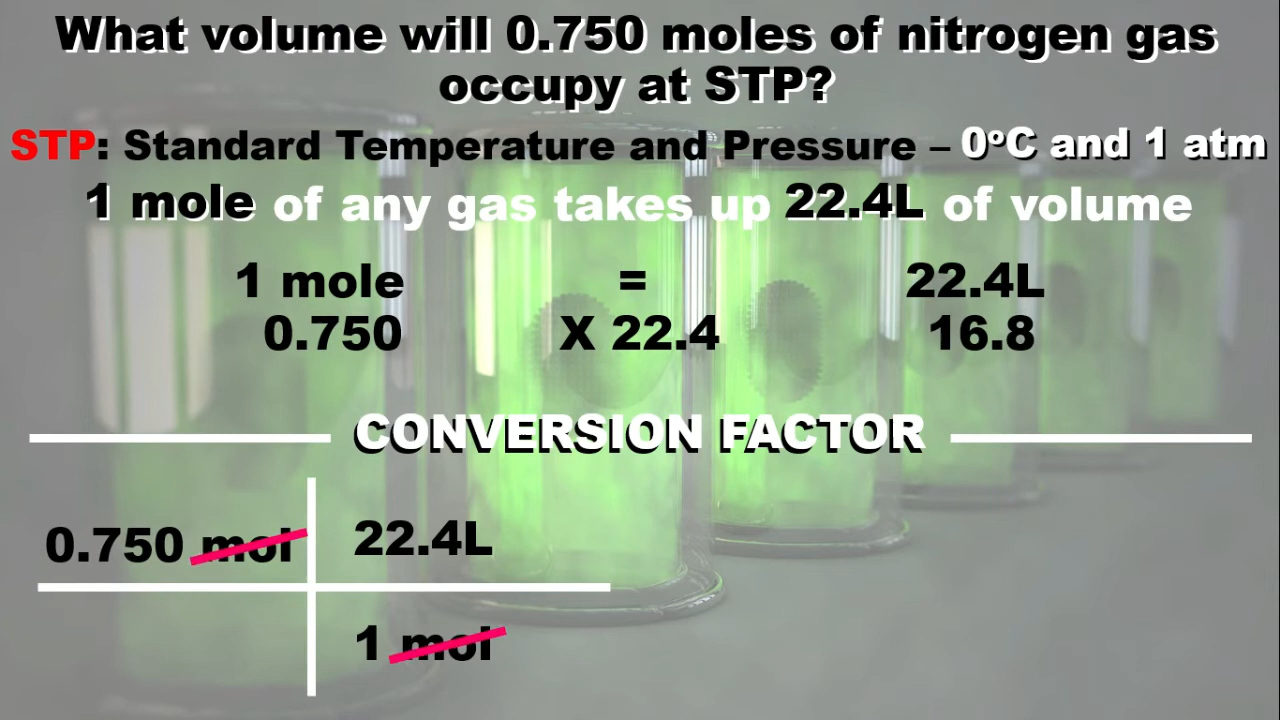 What volume will 0.750 moles of nitrogen gas
occupy at STP?
STP: Standard Temperature and Pressure – 0°C and 1 atm
1 mole of any gas takes up 22.4L of volume
1 mole = 22.4L
0.750 X 22.4 16.8
CONVERSION FACTOR
0.750 mol 22.4L
1 mol